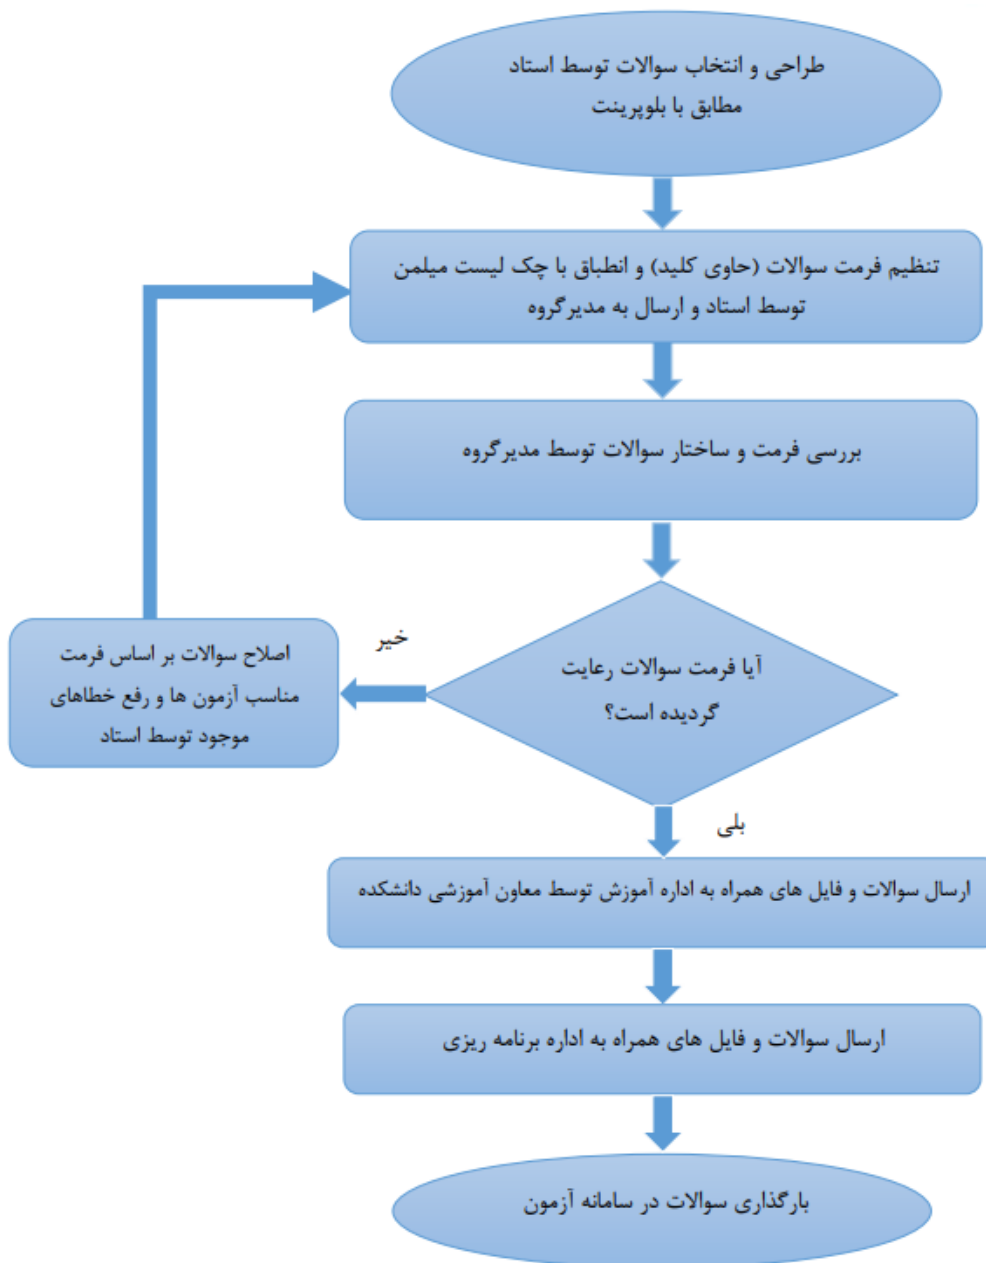 طراحی و انتخاب سوالات توسط استاد
مطابق با بلوپرینت
تنظیم فرمت سوالات (حاوی کلید) و انطباق با چک لیست میلمن
توسط استاد و ارسال به مدیرگروه
بررسی فرمت و ساختار سوالات توسط مدیرگروه
آیا فرمت سوالات رعایت
گردیده است؟
خیر
اصلاح سوالات بر اساس فرمت
مناسب آزمون ها و رفع خطاهای
موجود توسط استاد
بلی
ارسال سوالات و فایل های همراه به اداره آموزش توسط معاون آموزشی دانشکده
ارسال سوالات و فایل های همراه به اداره برنامه ریزی
بارگذاری سوالات در سامانه آزمون